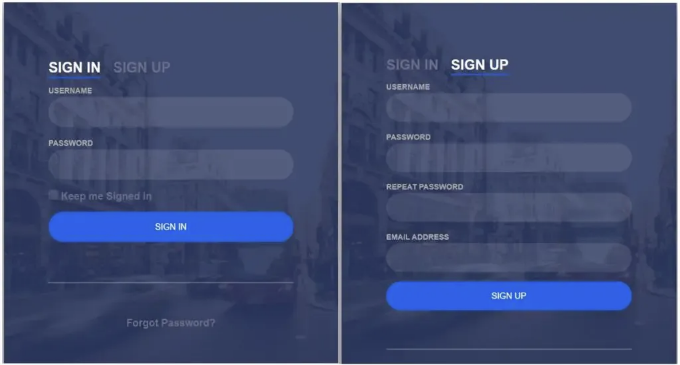 SIGN IN SIGN UP
USERNAME
PASSWORD
Keep me Signed in
SIGN IN
Forgot Password?
SIGN IN SIGN UP
USERNAME
PASSWORD
REPEAT PASSWORD
EMAIL ADDRESS
SIGN UP